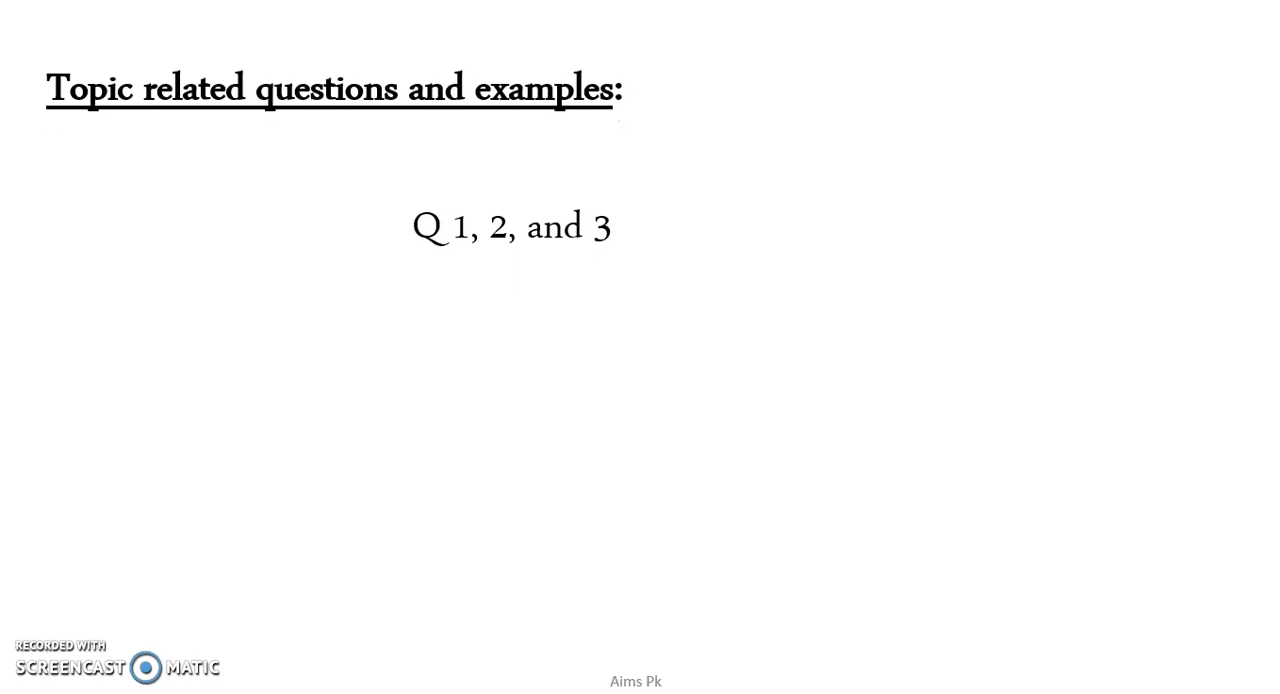 Topic related questions and examples:
Q 1, 2, and 3
RECORDED WITH
SCREENCAST MATIC
Aims Pk